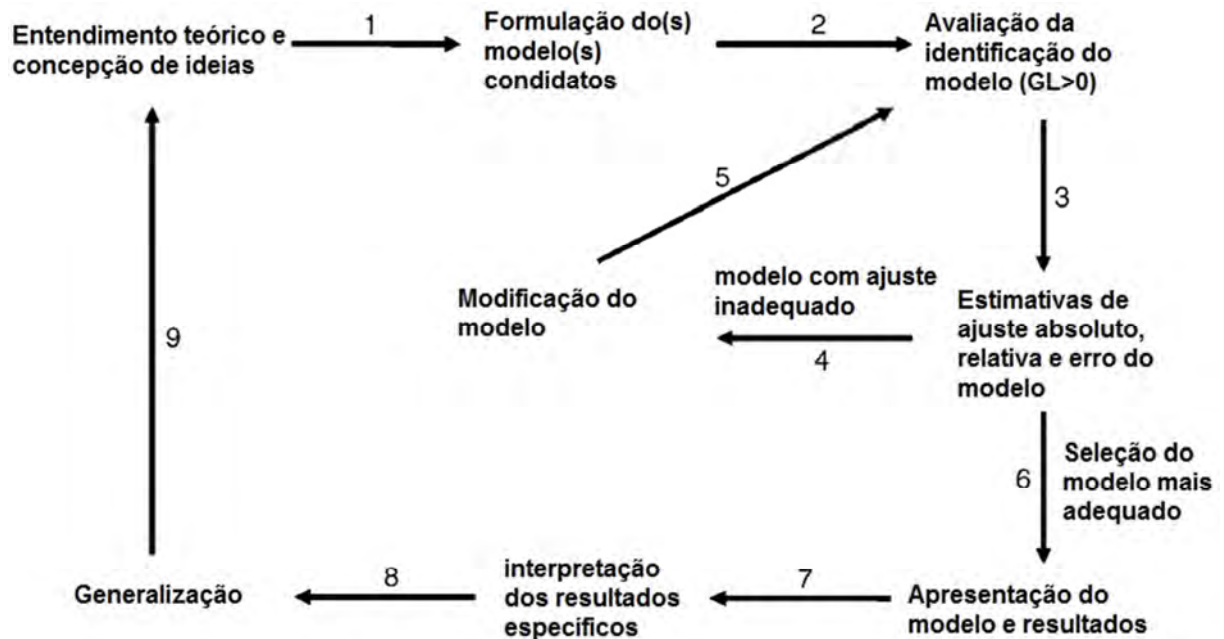 Entendimento teórico e
concepção de ideias
1
Formulação do(s)
modelo(s)
candidatos
2
Avaliação da
identificação do
modelo (GL>0)
3
Estimativas de
ajuste absoluto,
relativa e erro do
modelo
modelo com ajuste
inadequado
4
Modificação do
modelo
5
6
Seleção do
modelo mais
adequado
Apresentação do
modelo e resultados
7
interpretação
dos resultados
especificos
8
Generalização
9